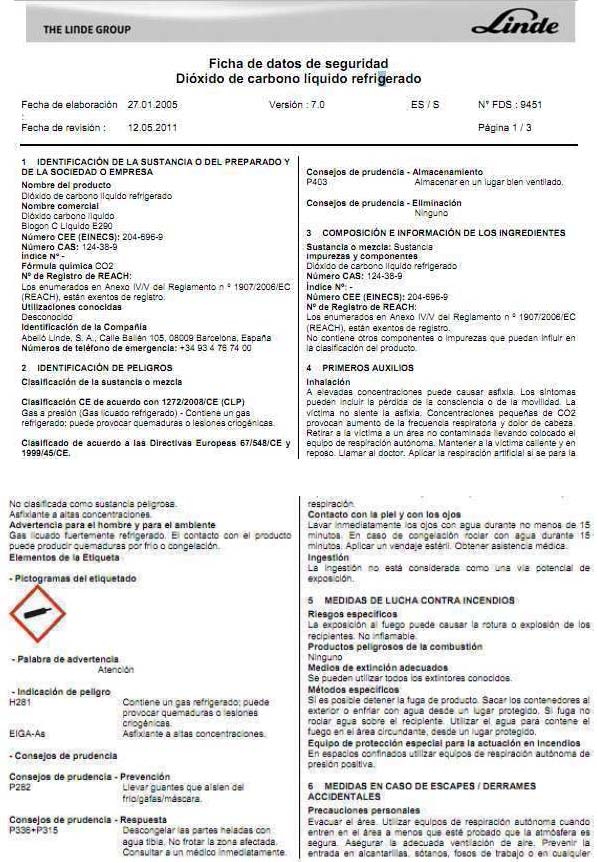 THE LINDE GROUP
Linde
Ficha de datos de seguridad
Dióxido de carbono líquido refrigerado
Fecha de elaboración 27.01.2005 Versión : 7.0 ES / S N° FDS : 9451
:
Fecha de revisión : 12.05.2011 Página 1 / 3
1 IDENTIFICACIÓN DE LA SUSTANCIA O DEL PREPARADO Y
DE LA SOCIEDAD O EMPRESA
Nombre del producto
Dióxido de carbono líquido refrigerado
Nombre comercial
Dióxido carbono líquido
Biogon C Líquido E290
Número CEE (EINECS): 204-696-9
Número CAS: 124-38-9
Índice Nº -
Fórmula química CO2
Nº de Registro de REACH:
Los enumerados en Anexo IV/V del Reglamento n º 1907/2006/EC
(REACH), están exentos de registro.
Utilizaciones conocidas
Desconocido
Identificación de la Compañía
Abelló Linde, S. A., Calle Bailén 105, 08009 Barcelona, España
Números de teléfono de emergencia: +34 93 4 76 74 00
2 IDENTIFICACIÓN DE PELIGROS
Clasificación de la sustancia o mezcla
Clasificación CE de acuerdo con 1272/2008/CE (CLP)
Gas a presión (Gas licuado refrigerado) - Contiene un gas
refrigerado; puede provocar quemaduras o lesiones criogénicas.
Clasificado de acuerdo a las Directivas Europeas 67/548/CE y
1999/45/CE.
Consejos de prudencia - Almacenamiento
P403 Almacenar en un lugar bien ventilado.
Consejos de prudencia - Eliminación
Ninguno
3 COMPOSICIÓN E INFORMACIÓN DE LOS INGREDIENTES
Sustancia o mezcla: Sustancia
Impurezas y componentes
Dióxido de carbono líquido refrigerado
Número CAS: 124-38-9
Índice Nº: -
Número CEE (EINECS): 204-696-9
Nº de Registro de REACH:
Los enumerados en Anexo IV/V del Reglamento n º 1907/2006/EC
(REACH), están exentos de registro.
No contiene otros componentes o impurezas que puedan influir en
la clasificación del producto.
4 PRIMEROS AUXILIOS
Inhalación
A elevadas concentraciones puede causar asfixia. Los síntomas
pueden incluir la pérdida de la consciencia o de la movilidad. La
víctima no siente la asfixia. Concentraciones pequeñas de CO2
provocan aumento de la frecuencia respiratoria y dolor de cabeza.
Retirar a la víctima a un área no contaminada llevando colocado el
equipo de respiración autónoma. Mantener a la víctima caliente y en
reposo. Llamar al doctor. Aplicar la respiración artificial si se para la
No clasificada como sustancia peligrosa.
Asfixiante a altas concentraciones.
Advertencia para el hombre y para el ambiente
Gas licuado fuertemente refrigerado. El contacto con el producto
puede producir quemaduras por frío o congelación.
Elementos de la Etiqueta
- Pictogramas del etiquetado
- Palabra de advertencia
Atención
- Indicación de peligro
H281 Contiene un gas refrigerado; puede
provocar quemaduras o lesiones
criogénicas.
EIGA-As Asfixiante a altas concentraciones.
- Consejos de prudencia
Consejos de prudencia - Prevención
P282 Llevar guantes que aíslen del
frío/gafas/máscara.
Consejos de prudencia - Respuesta
P336+P315 Descongelar las partes heladas con
agua tibia. No frotar la zona afectada.
Consultar a un médico inmediatamente.
respiración.
Contacto con la piel y con los ojos
Lavar inmediatamente los ojos con agua durante no menos de 15
minutos. En caso de congelación rociar con agua durante 15
minutos. Aplicar un vendaje estéril. Obtener asistencia médica.
Ingestión
La ingestión no está considerada como una vía potencial de
exposición.
5 MEDIDAS DE LUCHA CONTRA INCENDIOS
Riesgos específicos
La exposición al fuego puede causar la rotura o explosión de los
recipientes. No inflamable.
Productos peligrosos de la combustión
Ninguno
Medios de extinción adecuados
Se pueden utilizar todos los extintores conocidos.
Métodos específicos
Si es posible detener la fuga de producto. Sacar los contenedores al
exterior o enfriar con agua desde un lugar protegido. Si fuga no
rociar agua sobre el recipiente. Utilizar el agua para contene el
fuego en el área circundante, desde un lugar protegido.
Equipo de protección especial para la actuación en incendios
En espacios confinados utilizar equipos de respiración autónoma de
presión positiva.
6 MEDIDAS EN CASO DE ESCAPES / DERRAMES
ACCIDENTALES
Precauciones personales
Evacuar el área. Utilizar equipos de respiración autónoma cuando
entren en el área a menos que esté probado que la atmósfera es
segura. Asegurar la adecuada ventilación de aire. Prevenir la
entrada en alcantarillas, sótanos, fosos de trabajo o en cualquier